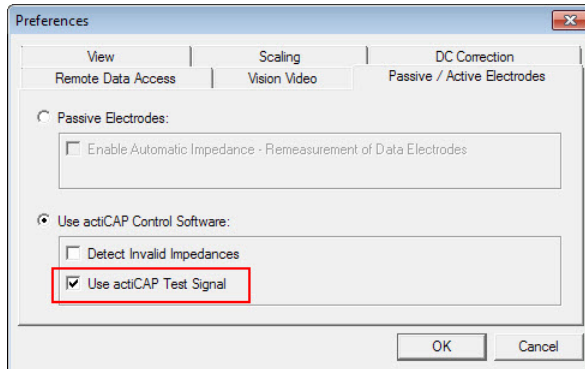 Preferences
View Scaling DC Correction
Remote Data Access Vision Video Passive / Active Electrodes
Passive Electrodes:
Enable Automatic Impedance - Remeasurement of Data Electrodes
Use actiCAP Control Software:
Detect Invalid Impedances
Use actiCAP Test Signal
OK Cancel